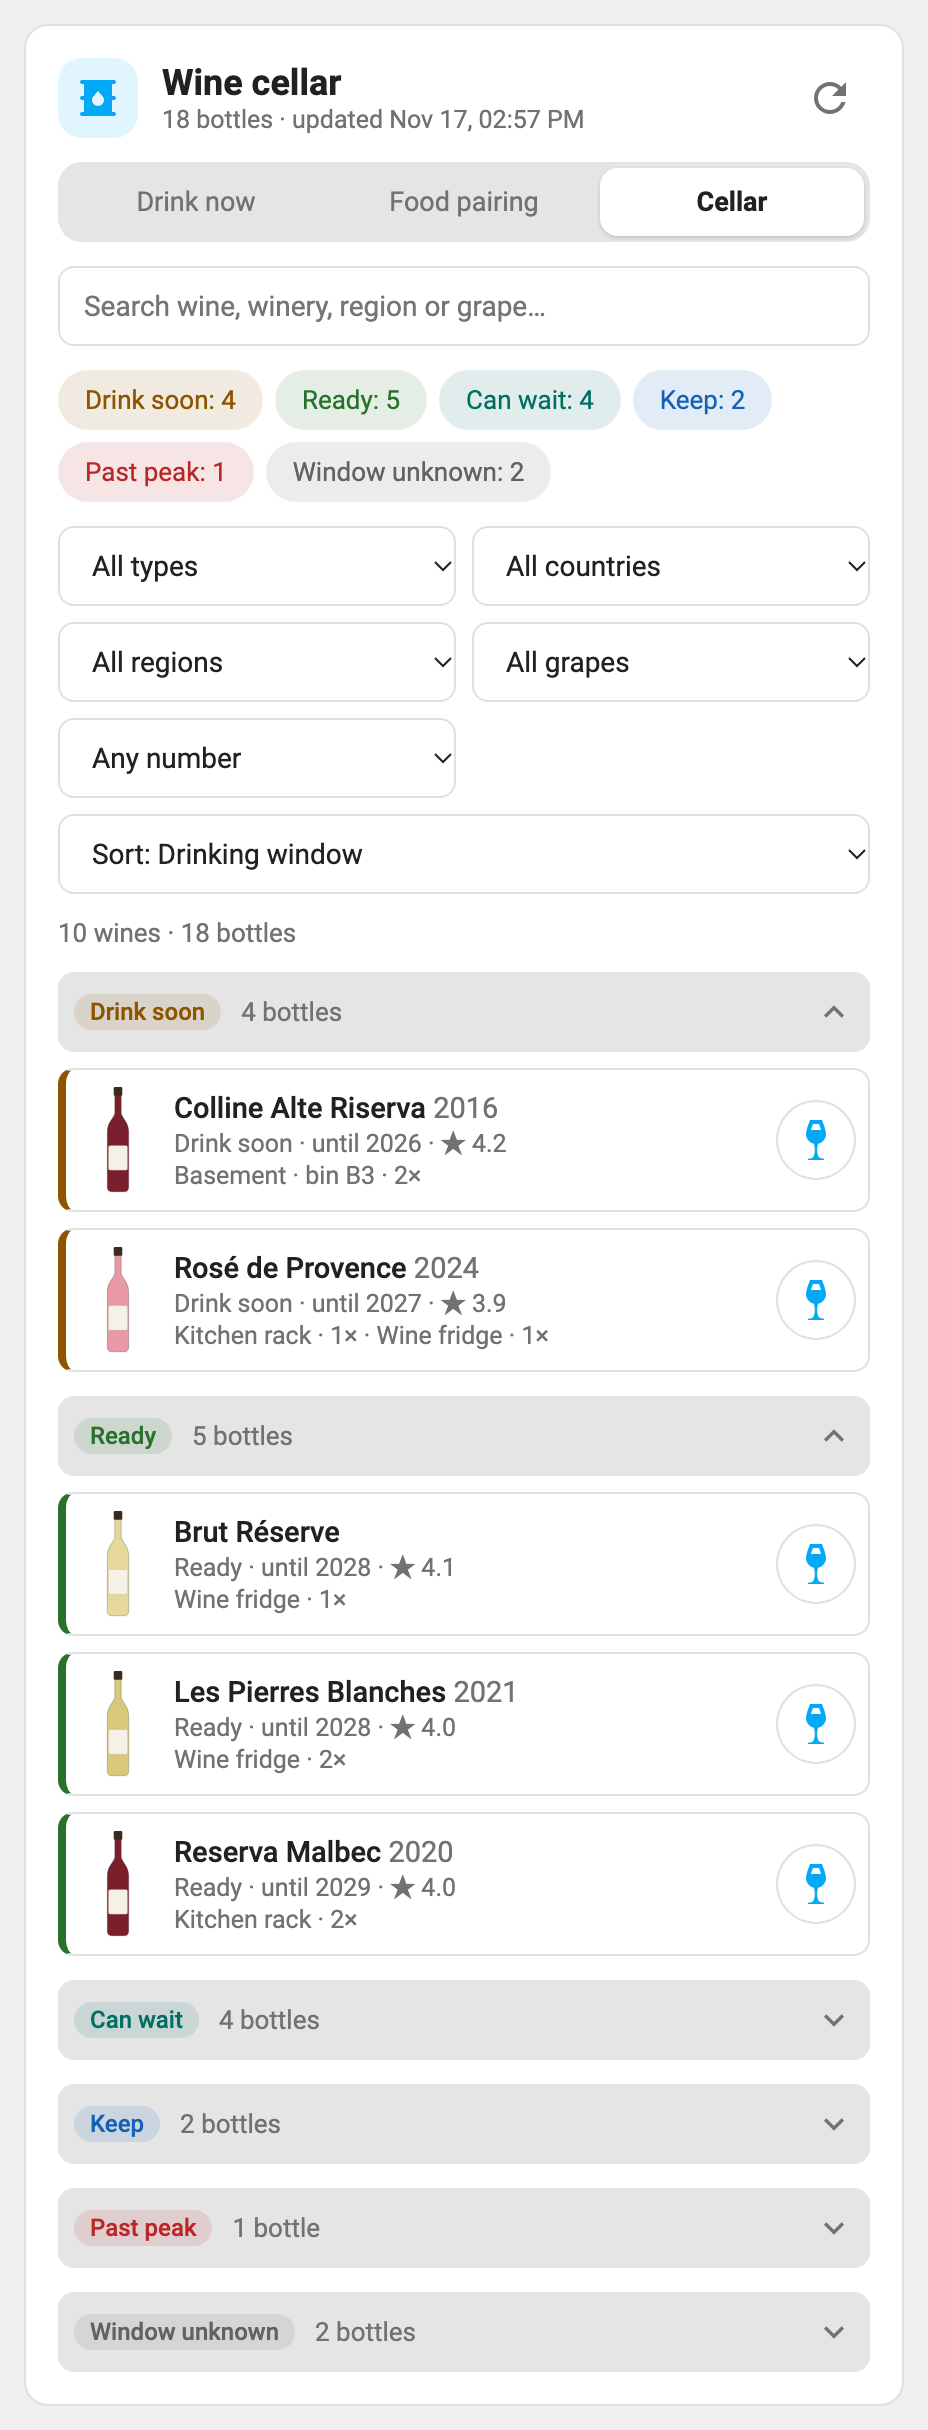 Wine cellar
18 bottles · updated Nov 17, 02:57 PM
Drink now
Food pairing
Cellar
Search wine, winery, region or grape...
Drink soon: 4
Ready: 5
Can wait: 4
Keep: 2
Past peak: 1
Window unknown: 2
All types
All countries
All regions
All grapes
Any number
Sort: Drinking window
10 wines · 18 bottles
Drink soon 4 bottles
Colline Alte Riserva 2016
Drink soon · until 2026 · ★ 4.2
Basement · bin B3 · 2×
Rosé de Provence 2024
Drink soon · until 2027 · ★ 3.9
Kitchen rack · 1× · Wine fridge · 1×
Ready 5 bottles
Brut Réserve
Ready · until 2028 · ★ 4.1
Wine fridge · 1×
Les Pierres Blanches 2021
Ready · until 2028 · ★ 4.0
Wine fridge · 2×
Reserva Malbec 2020
Ready · until 2029 · ★ 4.0
Kitchen rack · 2×
Can wait 4 bottles
Keep 2 bottles
Past peak 1 bottle
Window unknown 2 bottles